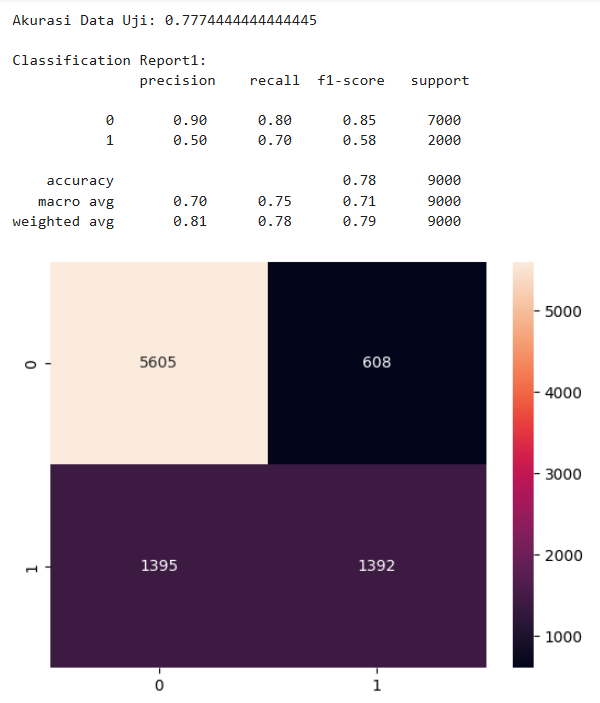 Akurasi Data Uji: 0.7774444444444445
Classification Report1:
precision recall f1-score support
0 0.90 0.80 0.85 7000
1 0.50 0.70 0.58 2000
accuracy 0.78 9000
macro avg 0.70 0.75 0.71 9000
weighted avg 0.81 0.78 0.79 9000
5000
0 5605 608
4000
3000
2000
1 1395 1392
1000
0 1